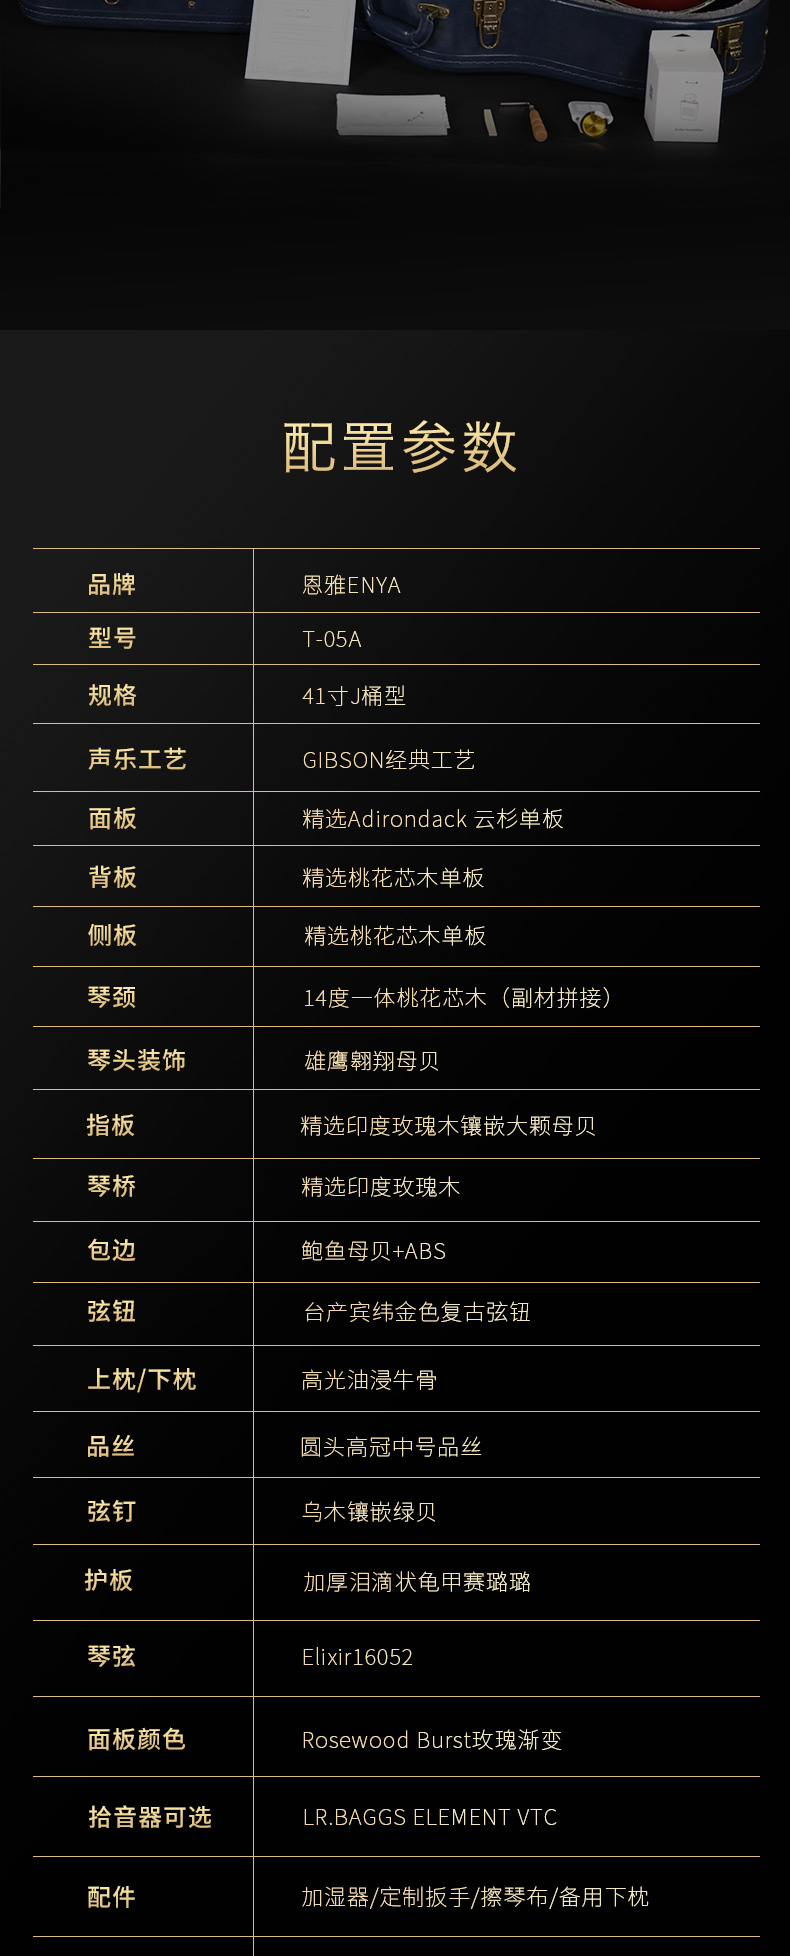 配置参数
品牌 恩雅ENYA
型号 T-05A
规格 41寸J桶型
声乐工艺 GIBSON经典工艺
面板 精选Adirondack 云杉单板
背板 精选桃花芯木单板
侧板 精选桃花芯木单板
琴颈 14度一体桃花芯木（副材拼接）
琴头装饰 雄鹰翱翔母贝
指板 精选印度玫瑰木镶嵌大颗母贝
琴桥 精选印度玫瑰木
包边 鲍鱼母贝+ABS
弦钮 台产宾纬金色复古弦钮
上枕/下枕 高光油浸牛骨
品丝 圆头高冠中号品丝
弦钉 乌木镶嵌绿贝
护板 加厚泪滴状龟甲赛璐璐
琴弦 Elixir16052
面板颜色 Rosewood Burst玫瑰渐变
拾音器可选 LR.BAGGS ELEMENT VTC
配件 加湿器/定制扳手/擦琴布/备用下枕